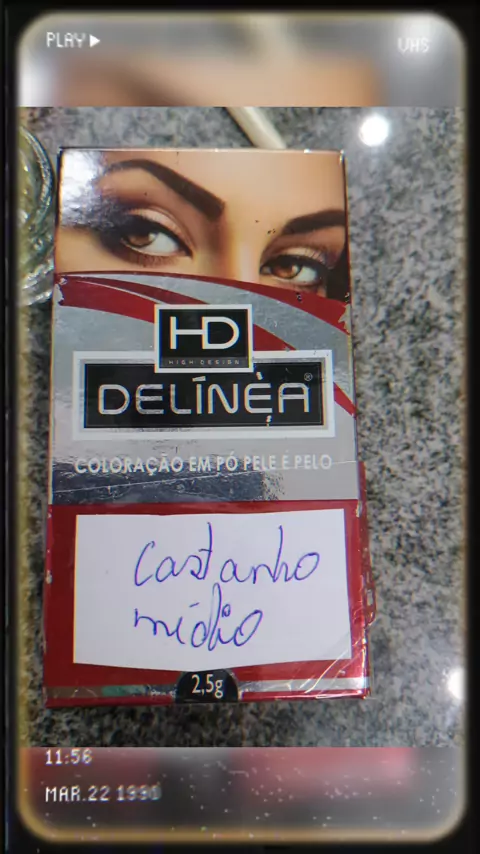 PLAY
VHS
HD
HIGH DESIGN
DELÍNÉA®
COLORAÇÃO EM PÓ PELE E PELO
Castanho
médio
2,5g
11:56
MAR.22 1990